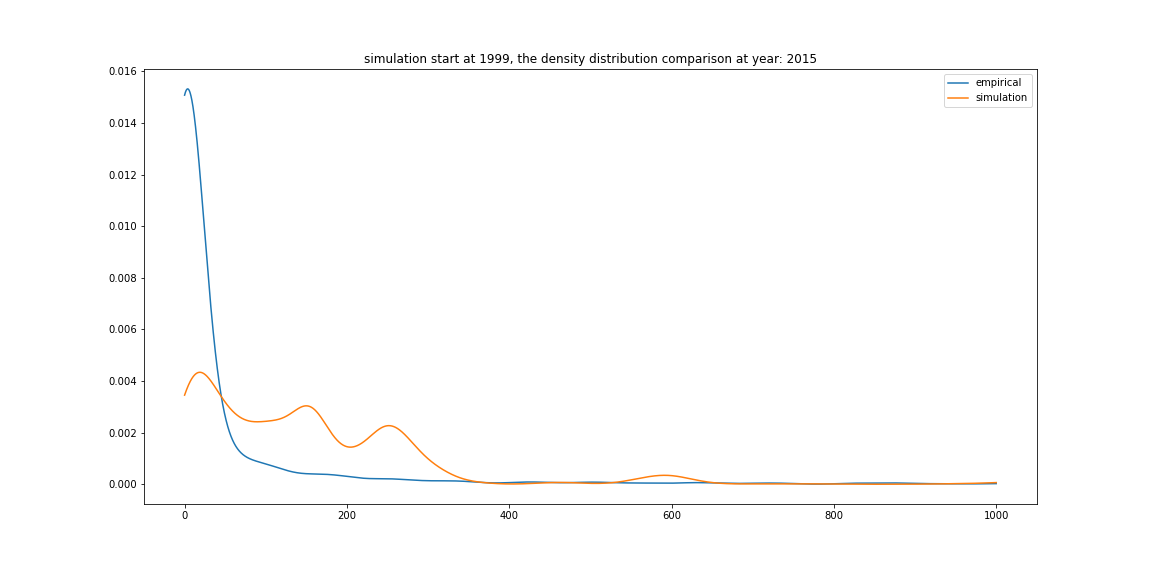 simulation start at 1999, the density distribution comparison at year: 2015
empirical
simulation
0.016
0.014
0.012
0.010
0.008
0.006
0.004
0.002
0.000
0 200 400 600 800 1000